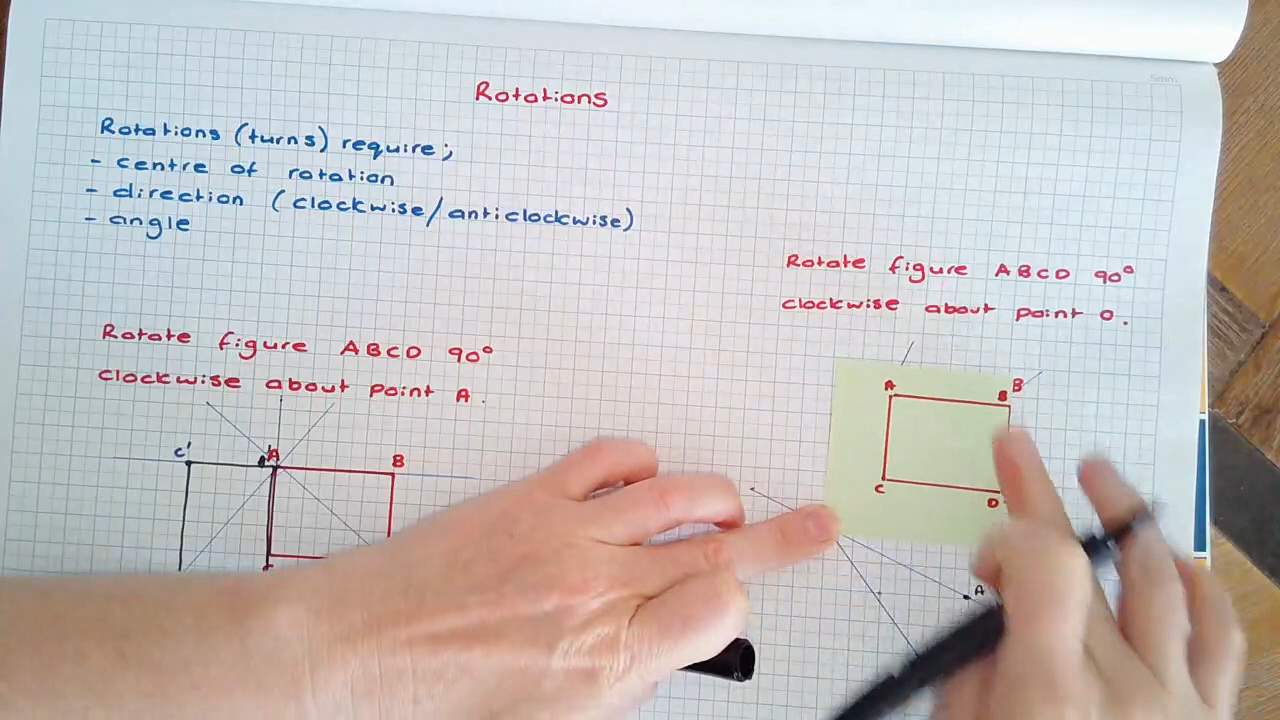 5mm
Rotations
Rotations (turns) require;
- centre of rotation
- direction (clockwise/anticlockwise)
- angle
Rotate figure ABCD 90°
clockwise about point O.
Rotate figure ABCD 90°
clockwise about point A.
A
B
B
C
D
A
C'
A
B